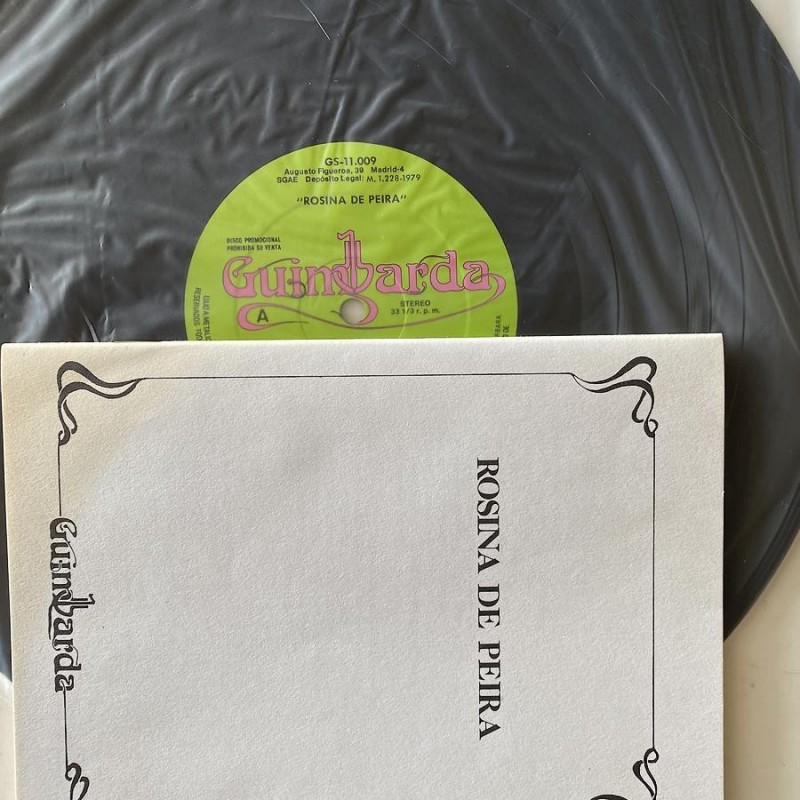 GS-11.009
Augusto Figueroa, 39 Madrid-4
SGAE Depósito Legal: M. 1.228-1979
"ROSINA DE PEIRA"
DISCO PROMOCIONAL
PROHIBIDA SU VENTA
Guimbarda
STEREO
33 1/3 r. p. m.
A
ROSINA DE PEIRA
Guimbarda